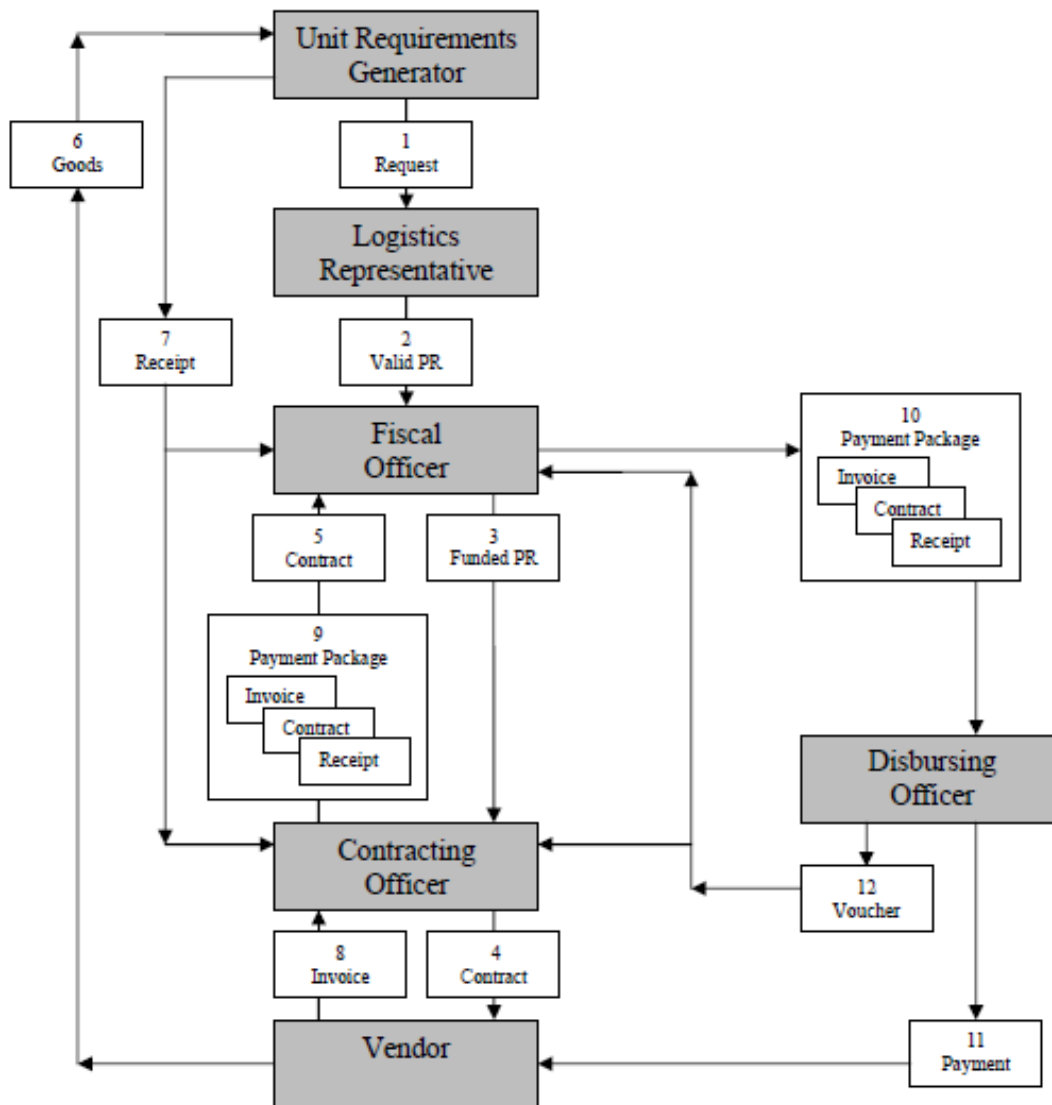 Unit Requirements
Generator
6
Goods
1
Request
Logistics
Representative
7
Receipt
2
Valid PR
Fiscal
Officer
10
Payment Package
Invoice
Contract
Receipt
5
Contract
3
Funded PR
9
Payment Package
Invoice
Contract
Receipt
Disbursing
Officer
Contracting
Officer
12
Voucher
8
Invoice
4
Contract
Vendor
11
Payment